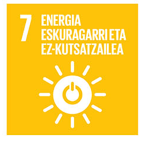 7 ENERGIA
ESKURAGARRI ETA
EZ-KUTSATZAILEA